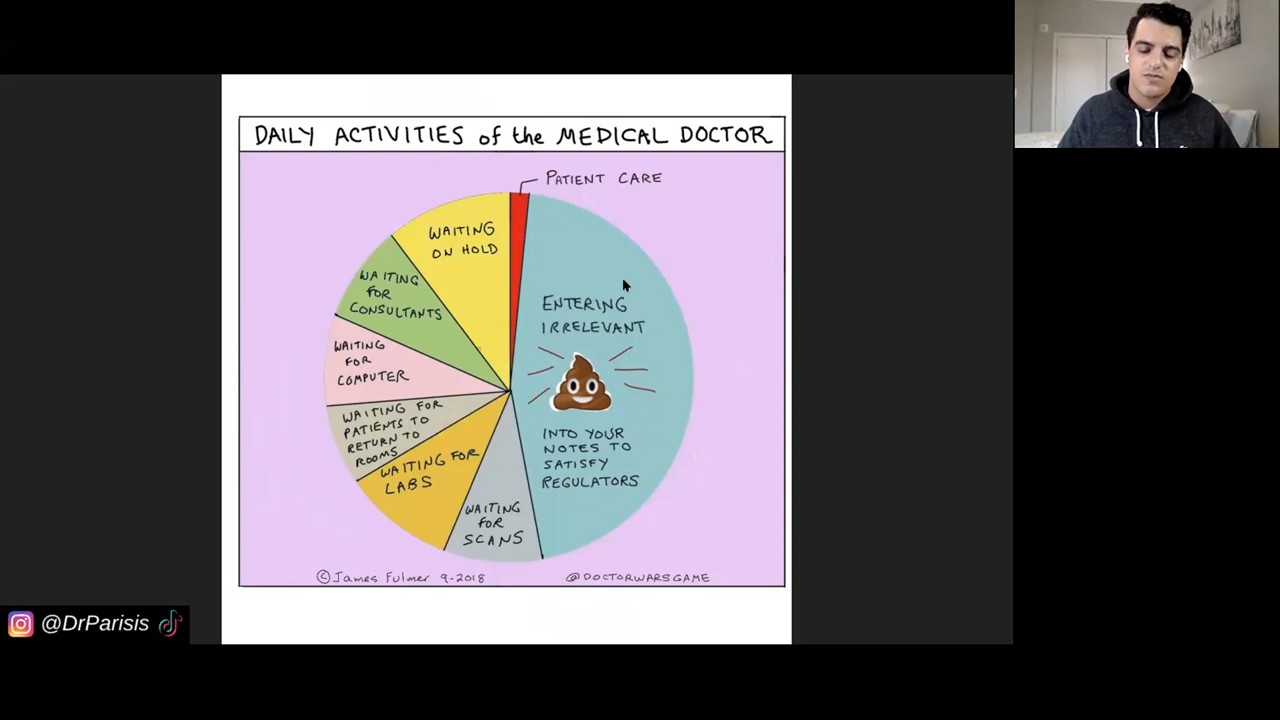 DAILY ACTIVITIES of the MEDICAL DOCTOR
PATIENT CARE
WAITING
ON HOLD
WAITING
FOR
CONSULTANTS
WAITING
FOR
COMPUTER
WAITING FOR
PATIENTS TO
RETURN TO
ROOMS
WAITING FOR
LABS
WAITING
FOR
SCANS
ENTERING
IRRELEVANT
INTO YOUR
NOTES TO
SATISFY
REGULATORS
©James Fulmer 9-2018
@DOCTORWARSGAME
@DrParisis